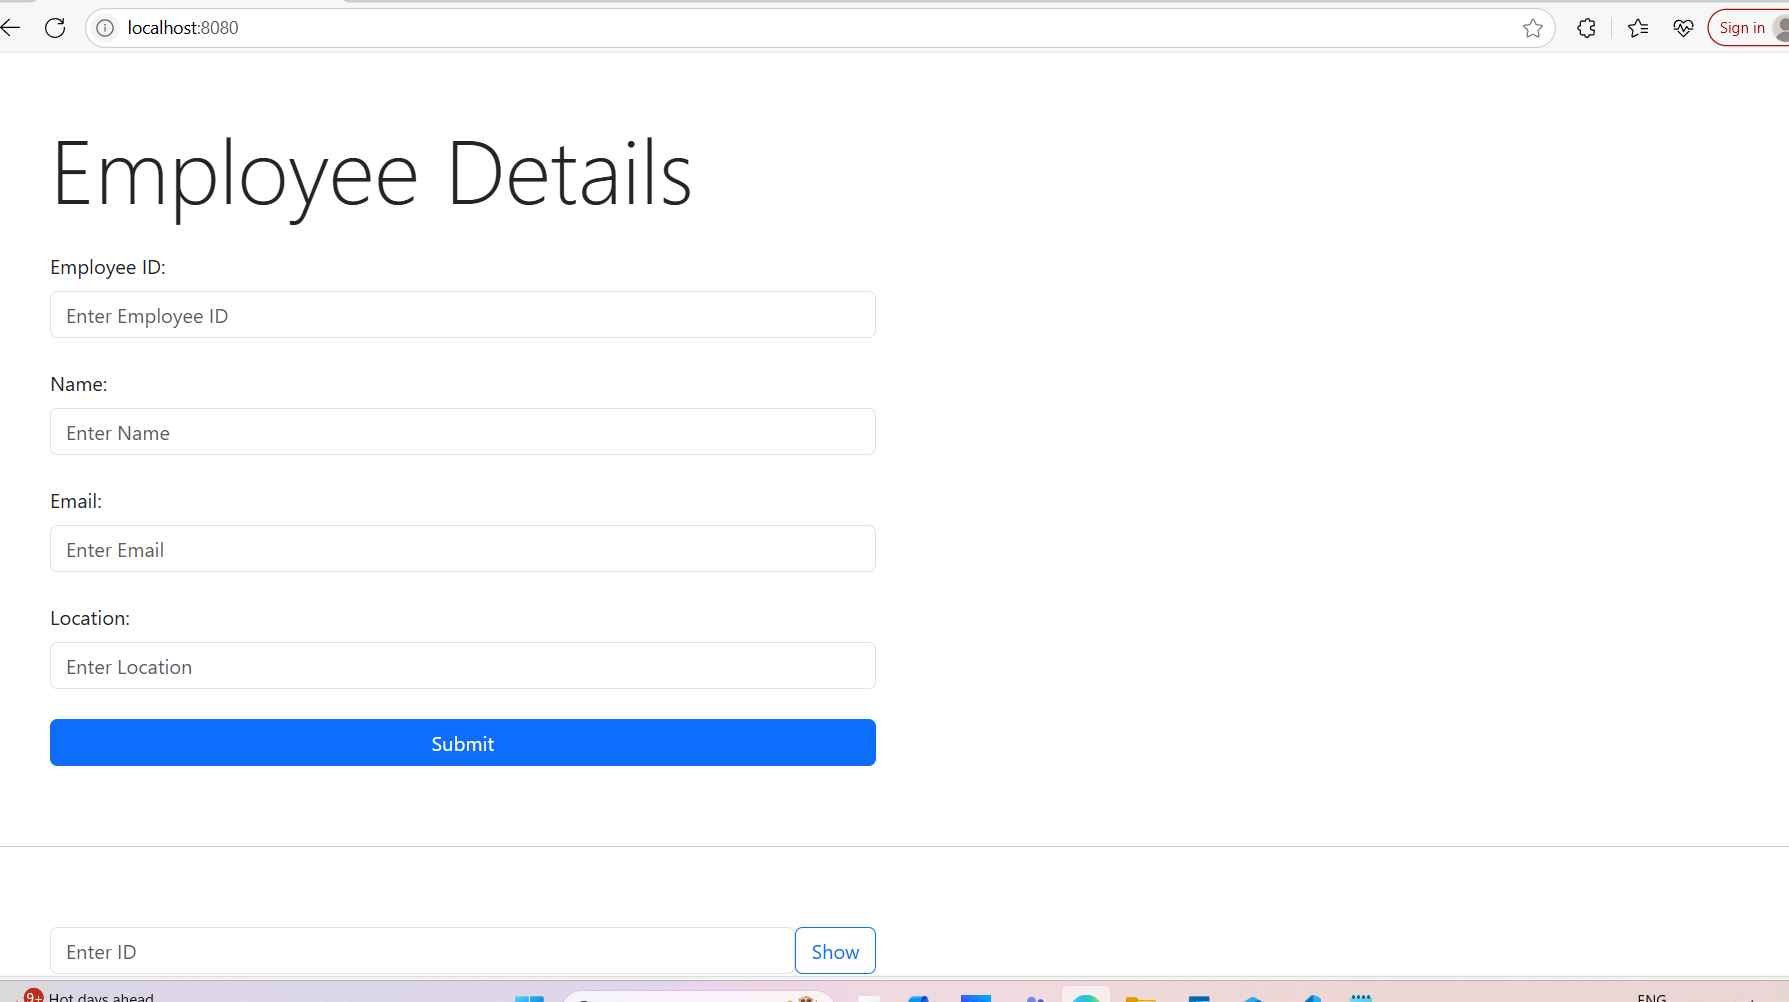 localhost:8080
Sign in
Employee Details
Employee ID:
Enter Employee ID
Name:
Enter Name
Email:
Enter Email
Location:
Enter Location
Submit
Enter ID
Show
9+
Hot days ahead
ENG